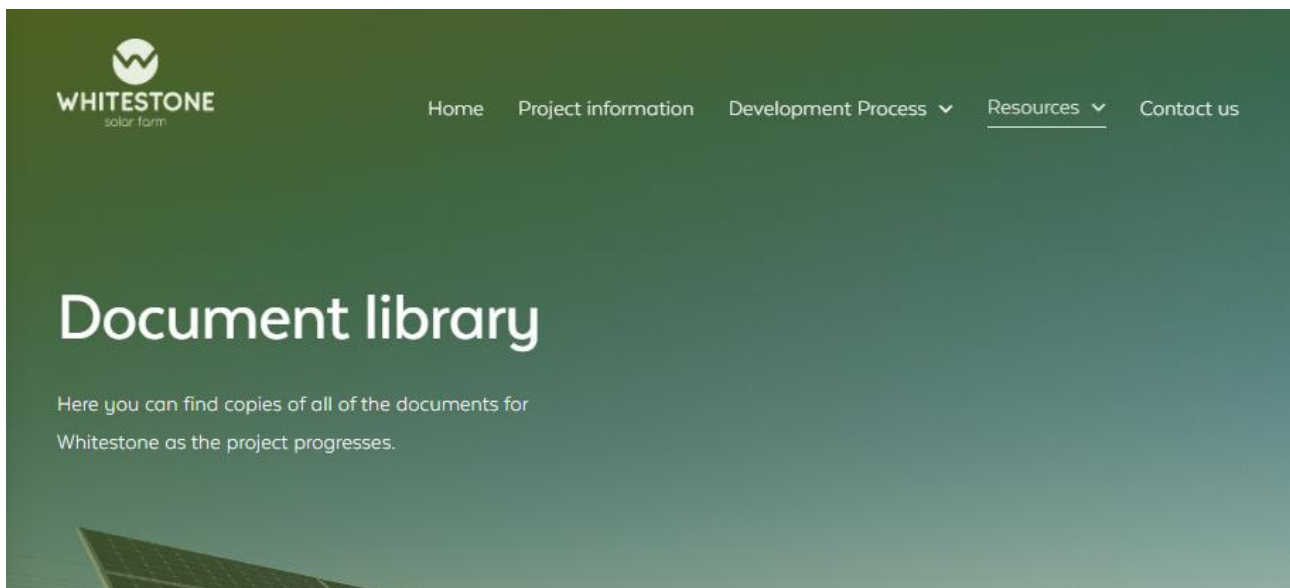 WHITESTONE
solar farm
Home Project information Development Process Resources Contact us
Document library
Here you can find copies of all of the documents for
Whitestone as the project progresses.